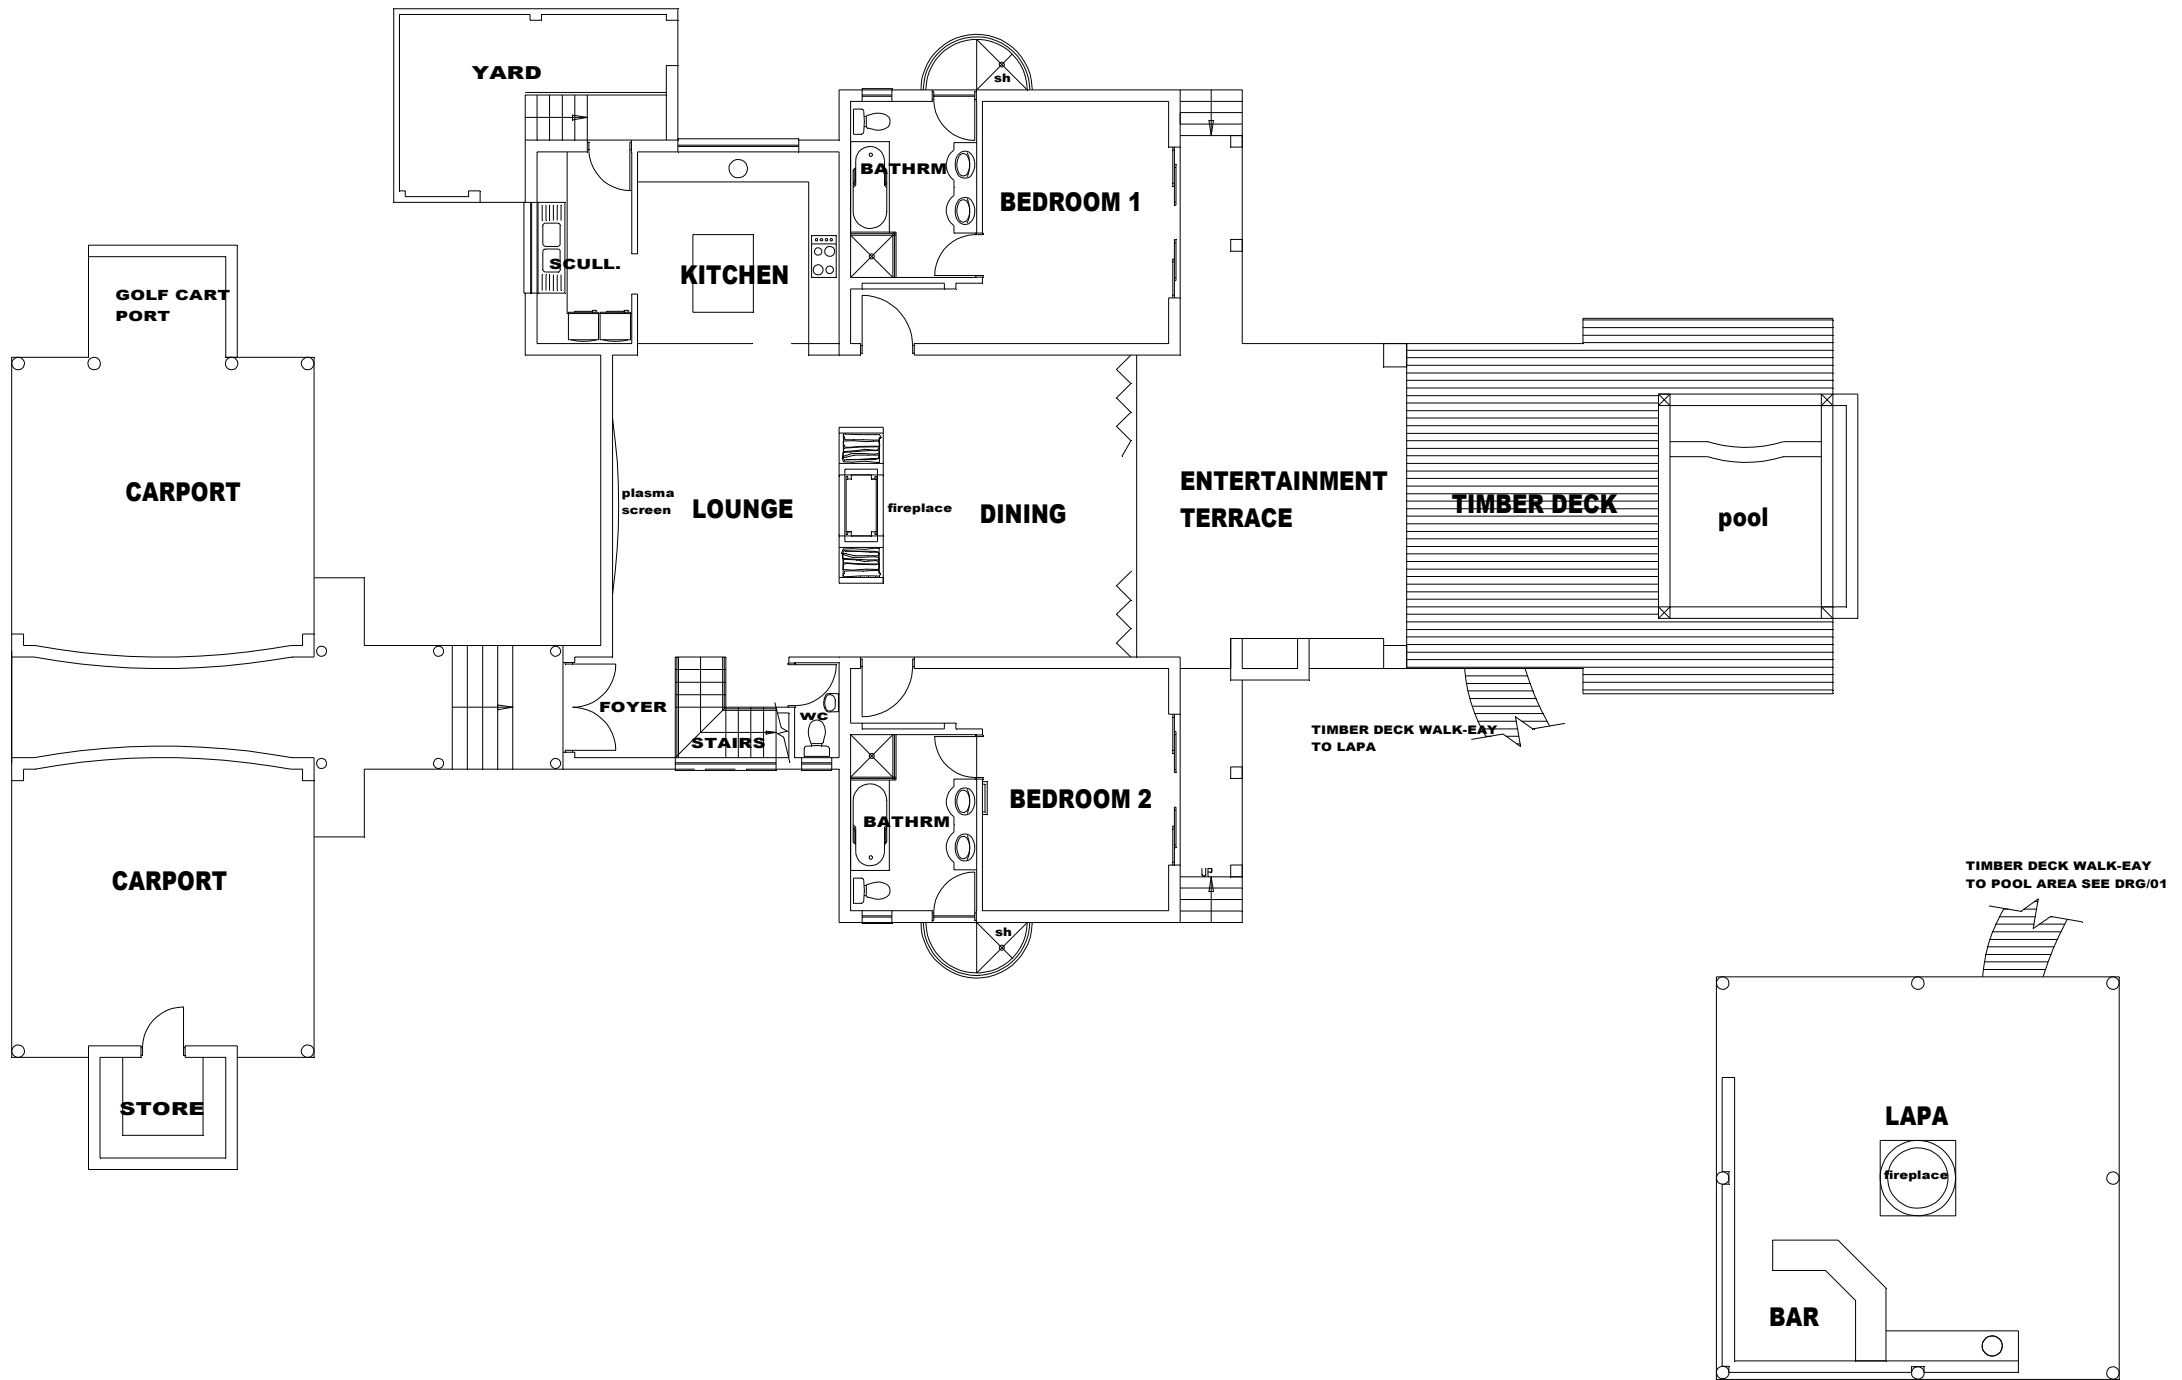 YARD
sh
BATHRM
BEDROOM 1
SCULL.
KITCHEN
GOLF CART
PORT
CARPORT
plasma
screen
LOUNGE
fireplace
DINING
ENTERTAINMENT
TERRACE
TIMBER DECK
pool
FOYER
STAIRS
WC
TIMBER DECK WALK-EAY
TO LAPA
BATHRM
BEDROOM 2
UP
sh
CARPORT
STORE
TIMBER DECK WALK-EAY
TO POOL AREA SEE DRG/01
LAPA
fireplace
BAR